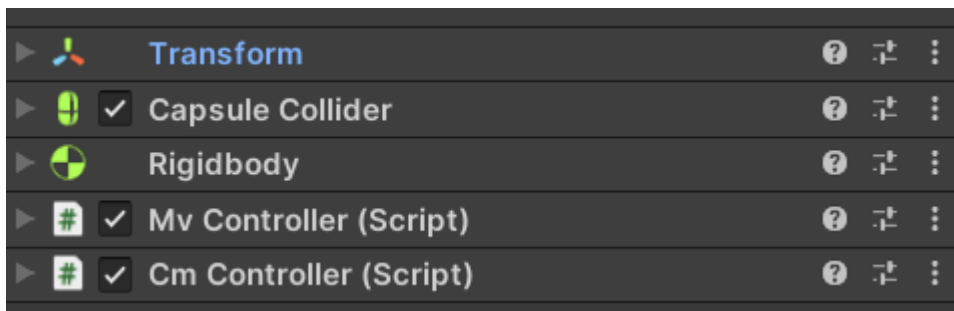 Transform
Capsule Collider
Rigidbody
# Mv Controller (Script)
# Cm Controller (Script)